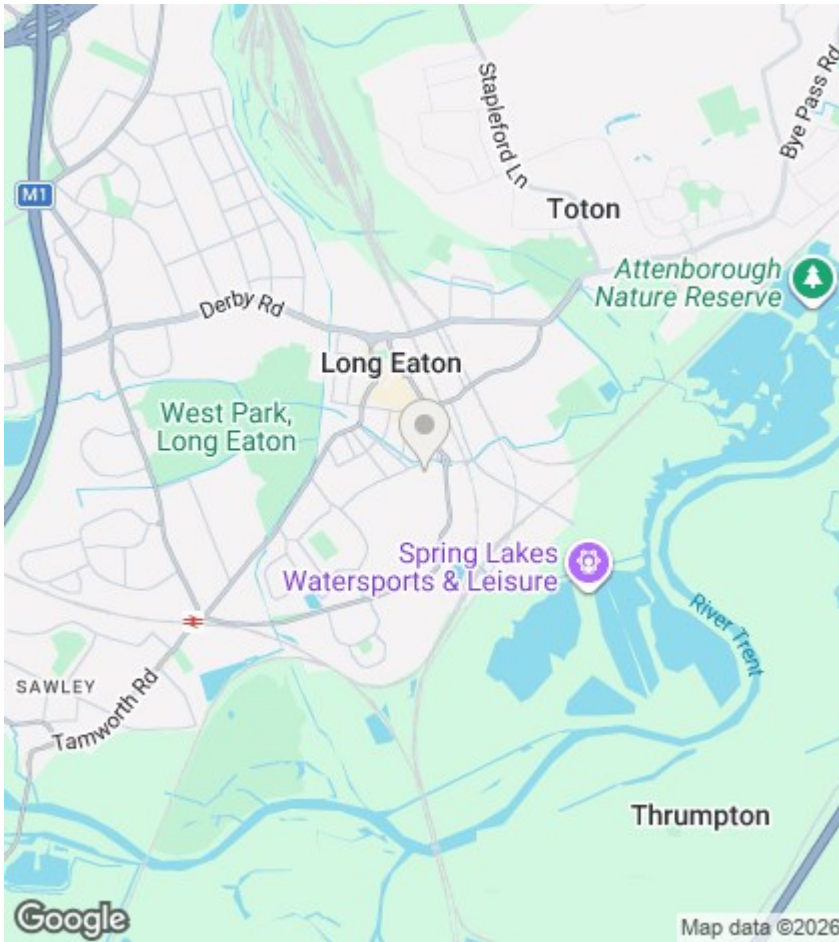 Stapleford Ln
Bye Pass Rd
M1
Toton
Attenborough
Nature Reserve
Derby Rd
Long Eaton
West Park,
Long Eaton
Spring Lakes
Watersports & Leisure
River Trent
SAWLEY
Tamworth Rd
Thrumpton
Google
Map data ©2026